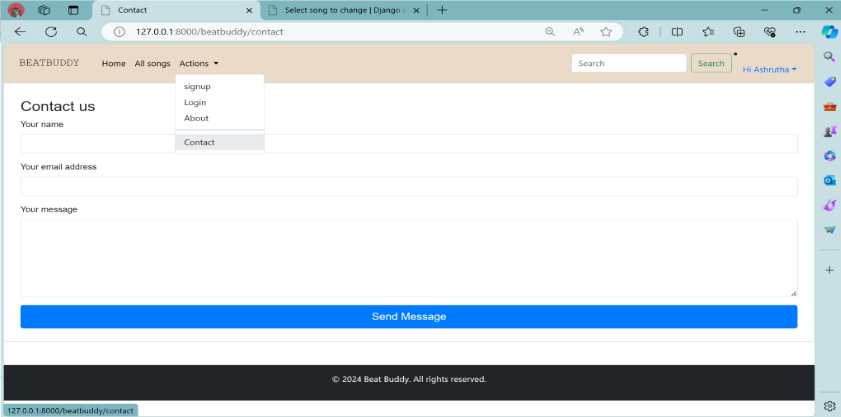 Contact
Select song to change | Django s
127.0.0.1:8000/beatbuddy/contact
BEATBUDDY Home All songs Actions Search Search Hi Ashrutha
signup
Login
About
Contact
Contact us
Your name
Your email address
Your message
Send Message
© 2024 Beat Buddy. All rights reserved.
127.0.0.1:8000/beatbuddy/contact